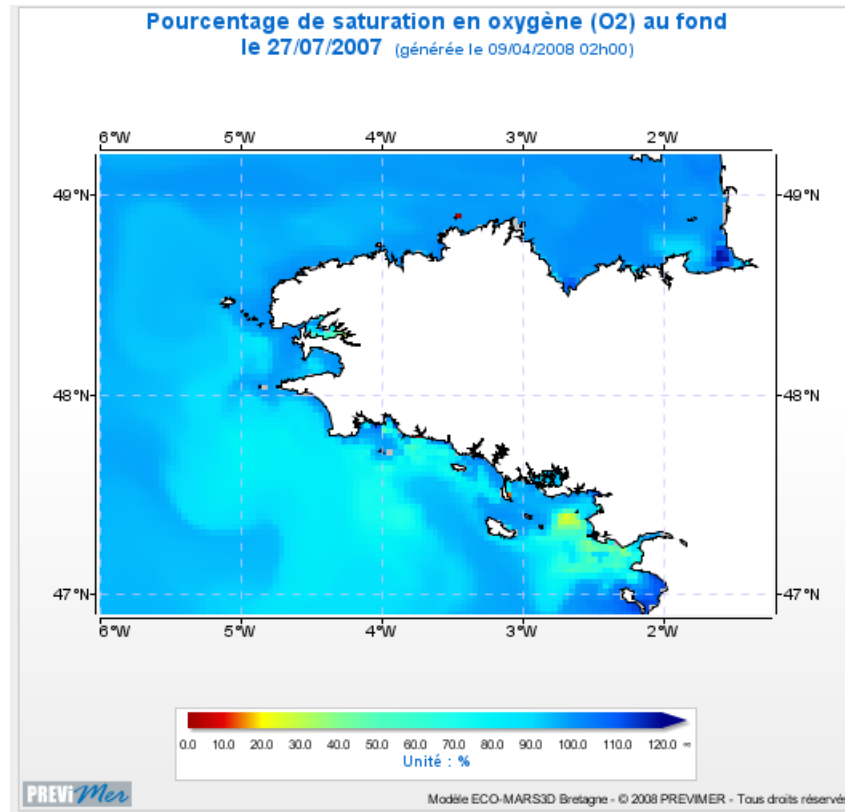 Pourcentage de saturation en oxygène (O2) au fond
le 27/07/2007 (générée le 09/04/2008 02h00)
6°W 5°W 4°W 3°W 2°W
49°N 49°N
48°N 48°N
47°N 47°N
6°W 5°W 4°W 3°W 2°W
0.0 10.0 20.0 30.0 40.0 50.0 60.0 70.0 80.0 90.0 100.0 110.0 120.0 ∞
Unité : %
PREViMer
Modèle ECO-MARS3D Bretagne - © 2008 PREVIMER - Tous droits réservé